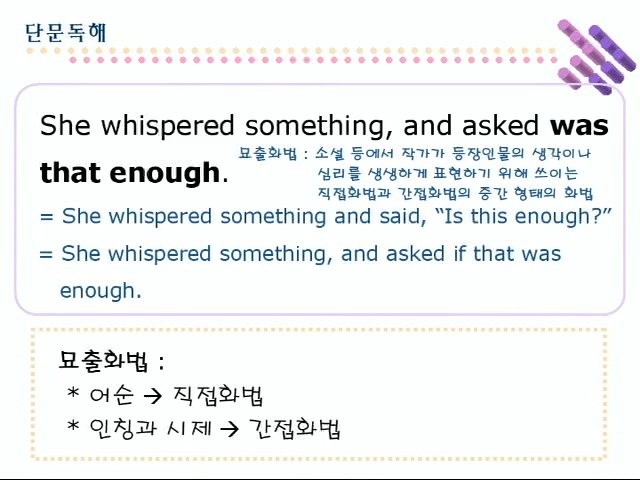 단문독해
She whispered something, and asked was
that enough.
묘출화법 : 소설 등에서 작가가 등장인물의 생각이나
심리를 생생하게 표현하기 위해 쓰이는
직접화법과 간접화법의 중간 형태의 화법
= She whispered something and said, “Is this enough?”
= She whispered something, and asked if that was
enough.
묘출화법 :
* 어순 → 직접화법
* 인칭과 시제 → 간접화법